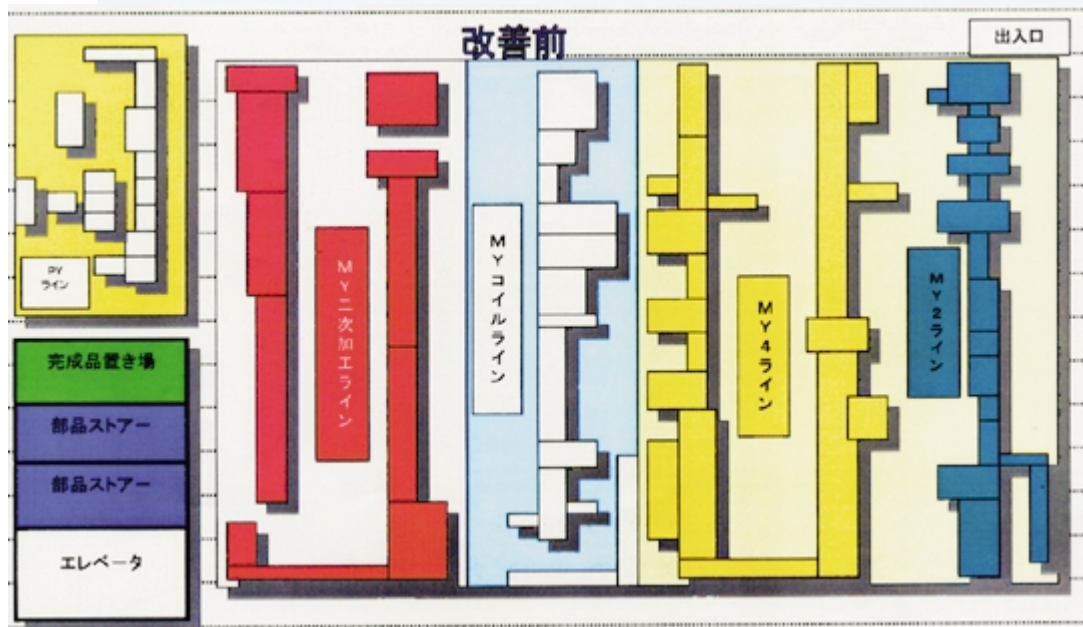 改善前
出入口
PYライン
完成品置き場
部品ストアー
部品ストアー
エレベータ
MY二次加工ライン
MYコイルライン
MY4ライン
MY2ライン